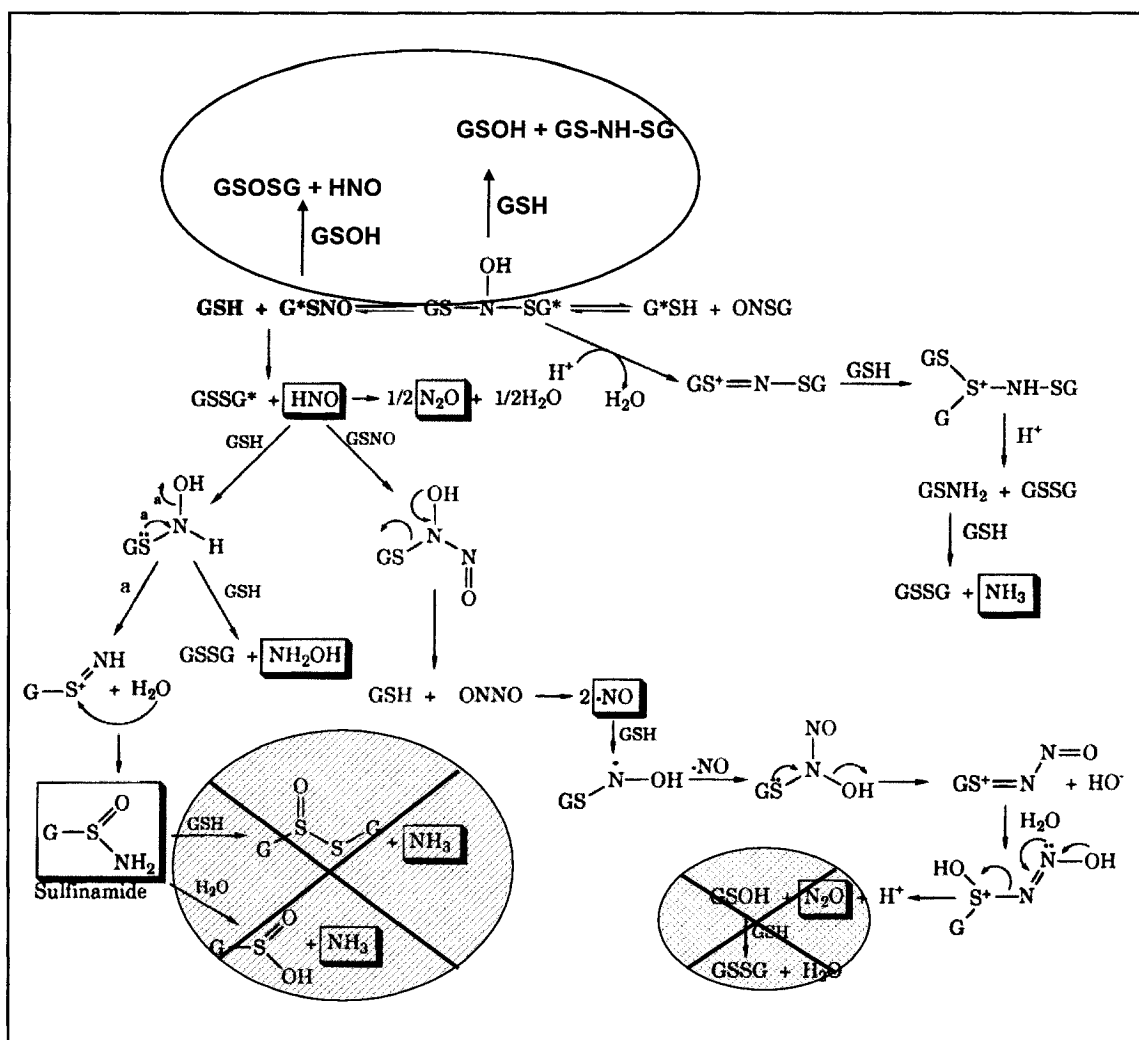 GSOH + GS-NH-SG
GSOSG + HNO
GSH
GSOH
OH
GSH + G*SNO ⇌ GS—N—SG* ⇌ G*SH + ONSG
H⁺
H₂O
GS⁺=N—SG
GSH
GS
S⁺—NH—SG
G
GSSG* + HNO → 1/2 N₂O + 1/2H₂O
H⁺
GSH
GSNO
GSNH₂ + GSSG
OH
a
a
N
GS
H
OH
N
GS
N
O
GSH
GSSG + NH₃
a
GSH
NH
G—S⁺ + H₂O
GSSG + NH₂OH
GSH + ONNO → 2 ·NO
GSH
·
N—OH
GS
·NO
NO
N
GS
OH
N=O
N
GS⁺ + HO⁻
H₂O
O
G—S
NH₂
Sulfinamide
GSH
H₂O
O
S
G
S
G
+ NH₃
O
G—S
OH
+ NH₃
HO
S⁺
G
N
N
OH
GSOH + N₂O + H⁺
GSH
GSSG + H₂O